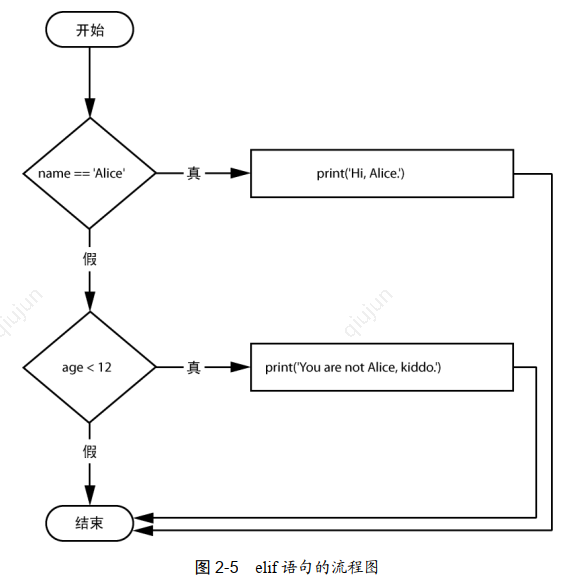 开始
name == 'Alice'
真
print('Hi, Alice.')
假
qiujun
qiujun
age < 12
真
print('You are not Alice, kiddo.')
假
结束
图 2-5 elif 语句的流程图